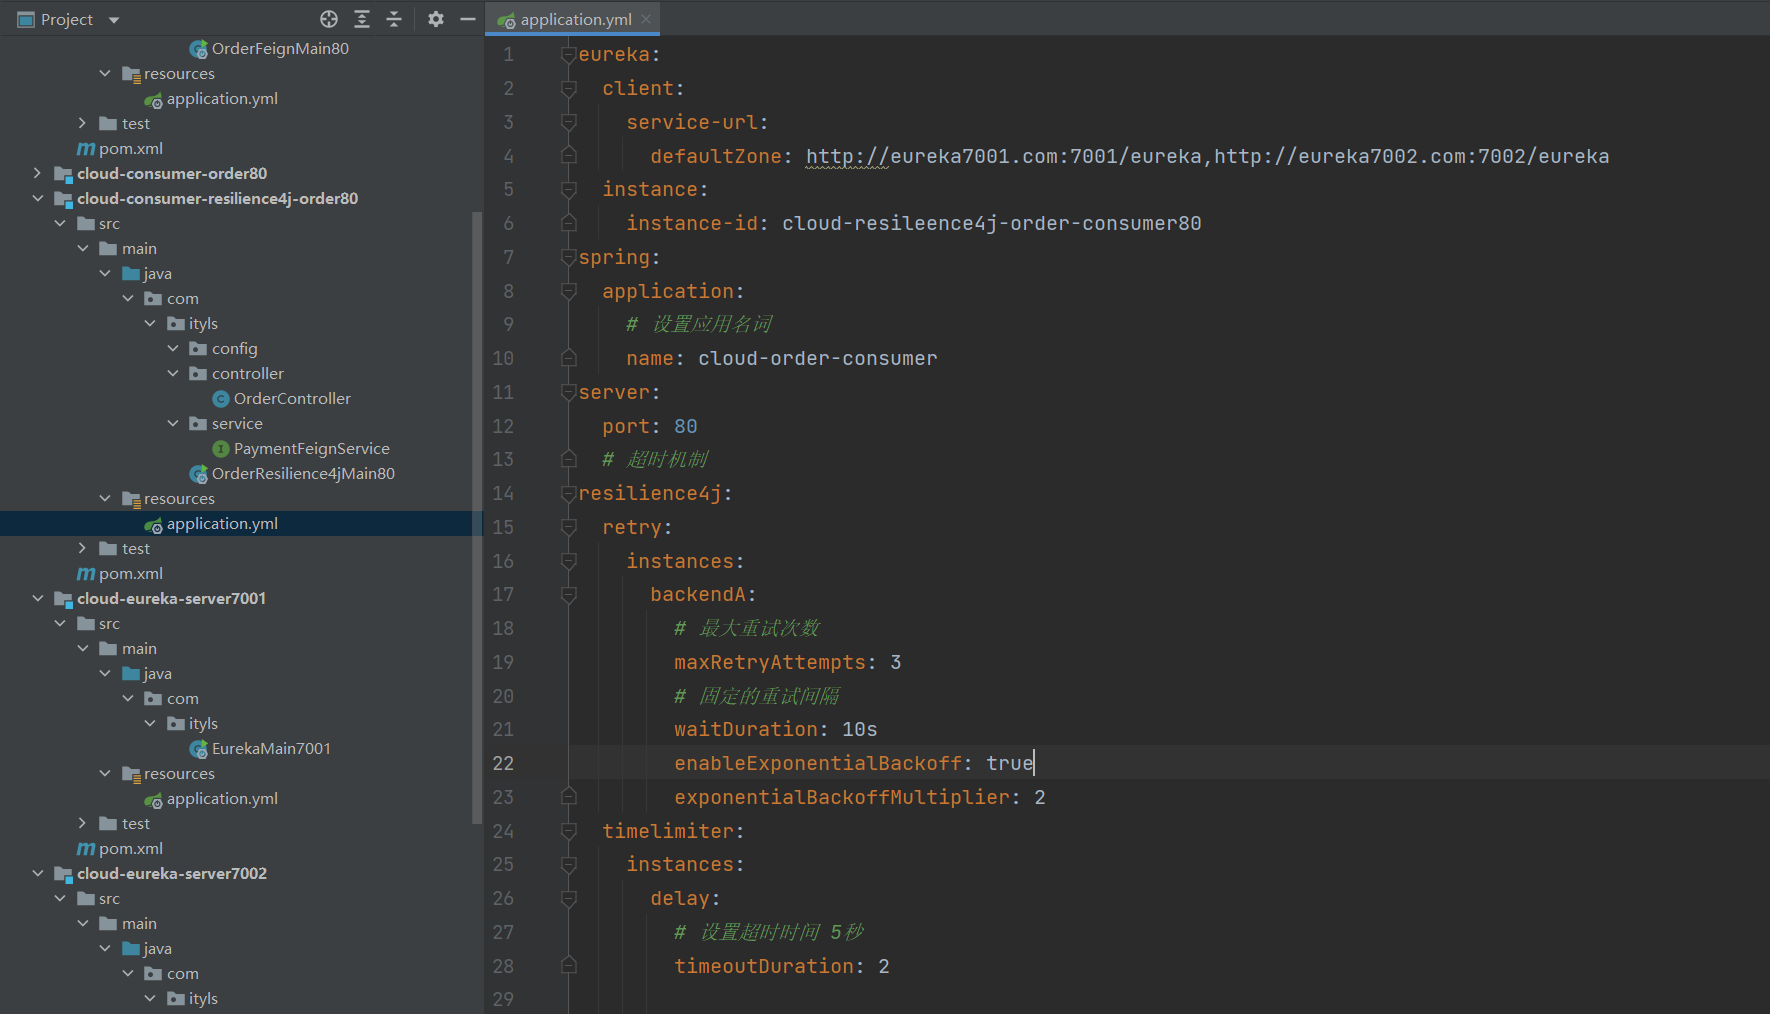 Project
OrderFeignMain80
resources
application.yml
test
pom.xml
cloud-consumer-order80
cloud-consumer-resilience4j-order80
src
main
java
com
ityls
config
controller
OrderController
service
PaymentFeignService
OrderResilience4jMain80
resources
application.yml
test
pom.xml
cloud-eureka-server7001
src
main
java
com
ityls
EurekaMain7001
resources
application.yml
test
pom.xml
cloud-eureka-server7002
src
main
java
com
ityls
application.yml
1 eureka:
2 client:
3 service-url:
4 defaultZone: http://eureka7001.com:7001/eureka,http://eureka7002.com:7002/eureka
5 instance:
6 instance-id: cloud-resileence4j-order-consumer80
7 spring:
8 application:
9 # 设置应用名词
10 name: cloud-order-consumer
11 server:
12 port: 80
13 # 超时机制
14 resilience4j:
15 retry:
16 instances:
17 backendA:
18 # 最大重试次数
19 maxRetryAttempts: 3
20 # 固定的重试间隔
21 waitDuration: 10s
22 enableExponentialBackoff: true
23 exponentialBackoffMultiplier: 2
24 timelimiter:
25 instances:
26 delay:
27 # 设置超时时间 5秒
28 timeoutDuration: 2
29